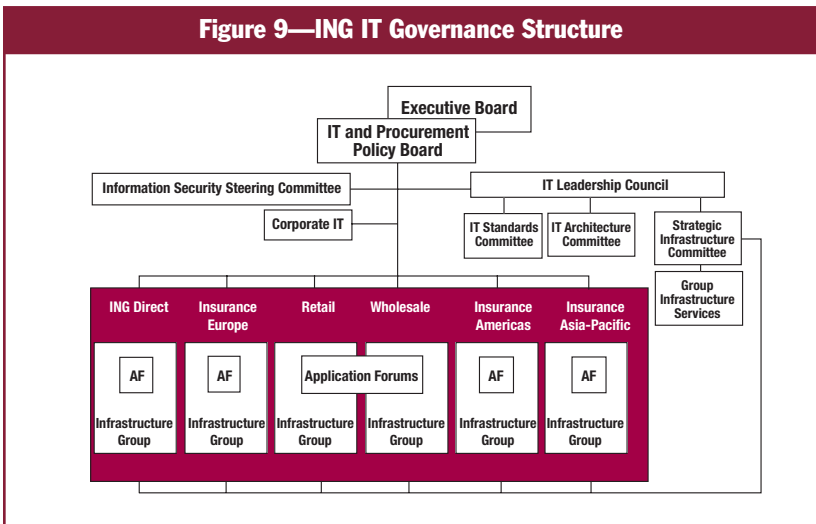 Figure 9—ING IT Governance Structure
Executive Board
IT and Procurement
Policy Board
Information Security Steering Committee
IT Leadership Council
Corporate IT
IT Standards
Committee
IT Architecture
Committee
Strategic
Infrastructure
Committee
Group
Infrastructure
Services
ING Direct
Insurance
Europe
Retail
Wholesale
Insurance
Americas
Insurance
Asia-Pacific
AF
AF
Application Forums
AF
AF
Infrastructure
Group
Infrastructure
Group
Infrastructure
Group
Infrastructure
Group
Infrastructure
Group
Infrastructure
Group